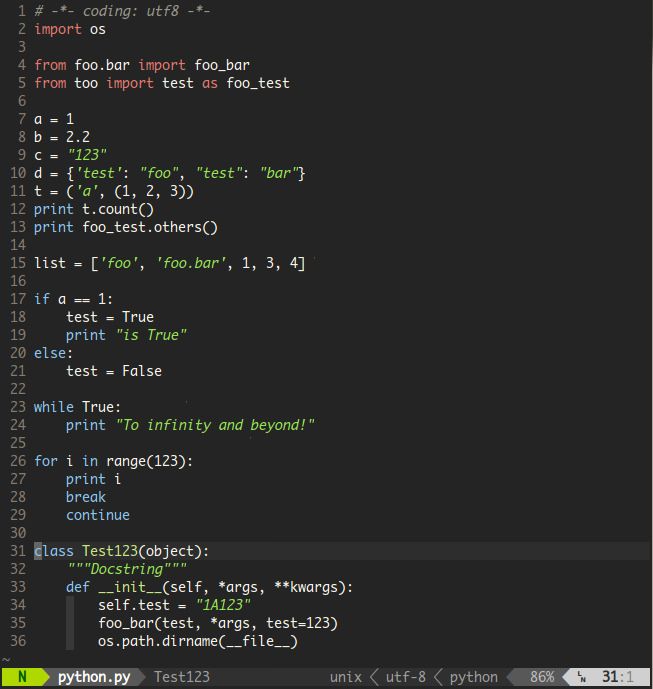 1 # -*- coding: utf8 -*-
2 import os
3
4 from foo.bar import foo_bar
5 from too import test as foo_test
6
7 a = 1
8 b = 2.2
9 c = "123"
10 d = {'test': "foo", "test": "bar"}
11 t = ('a', (1, 2, 3))
12 print t.count()
13 print foo_test.others()
14
15 list = ['foo', 'foo.bar', 1, 3, 4]
16
17 if a == 1:
18     test = True
19     print "is True"
20 else:
21     test = False
22
23 while True:
24     print "To infinity and beyond!"
25
26 for i in range(123):
27     print i
28     break
29     continue
30
31 class Test123(object):
32     """Docstring"""
33     def __init__(self, *args, **kwargs):
34         self.test = "1A123"
35         foo_bar(test, *args, test=123)
36         os.path.dirname(__file__)
~
N python.py Test123 unix < utf-8 < python 86% LN 31:1